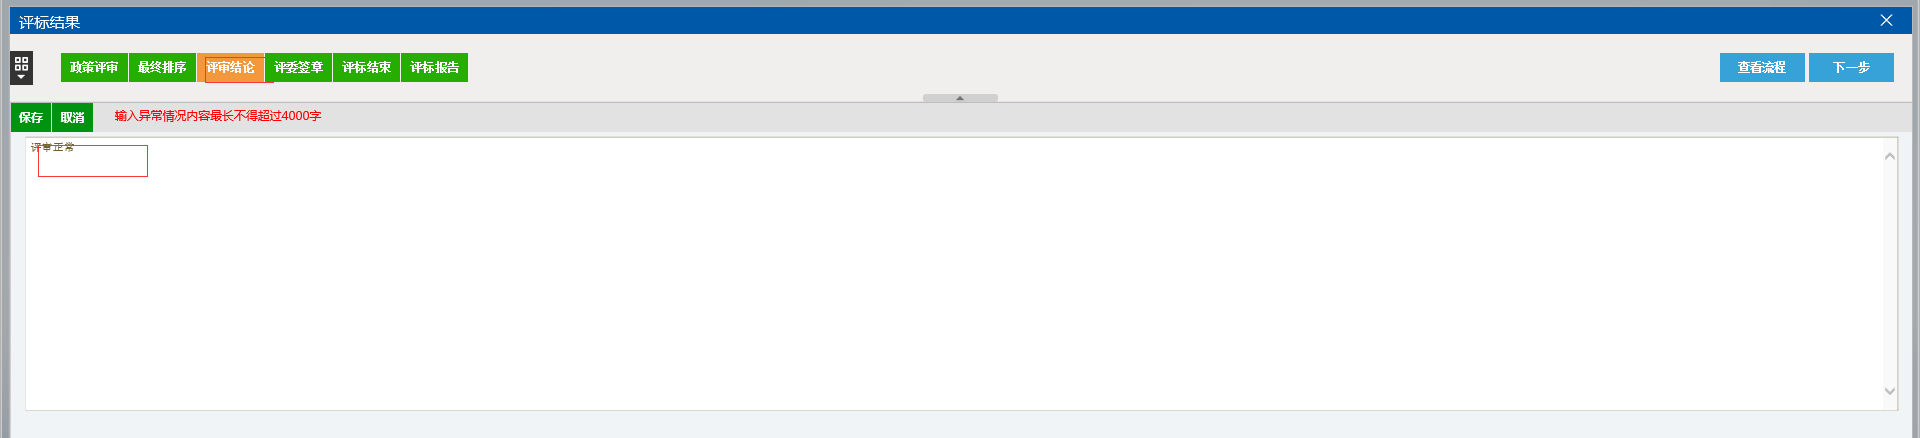 评标结果
政策评审 最终排序 评审结论 评委签章 评标结束 评标报告 查看流程 下一步
保存 取消 输入异常情况内容最长不得超过4000字
评审正常